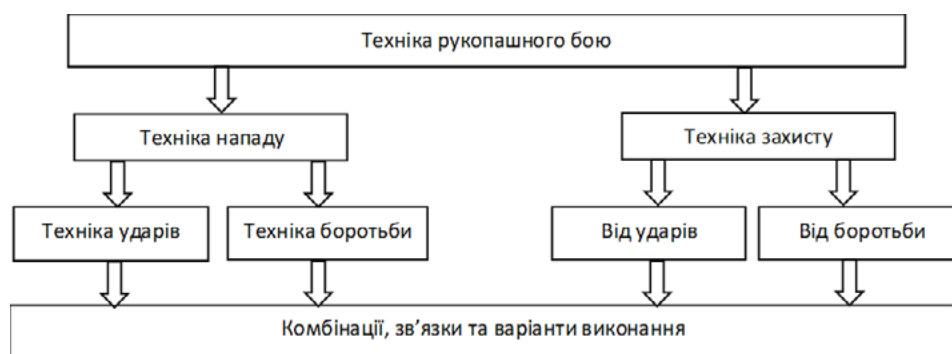 Техніка рукопашного бою
Техніка нападу
Техніка захисту
Техніка ударів
Техніка боротьби
Від ударів
Від боротьби
Комбінації, зв’язки та варіанти виконання